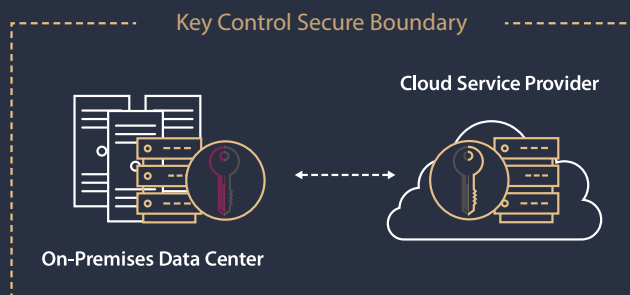 Key Control Secure Boundary
Cloud Service Provider
On-Premises Data Center